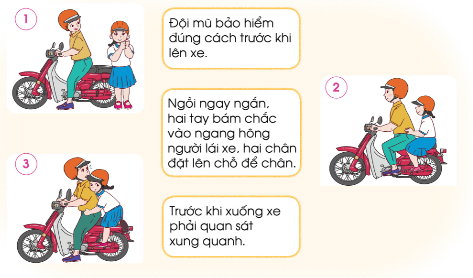 1
Đội mũ bảo hiểm
đúng cách trước khi
lên xe.
2
Ngồi ngay ngắn,
hai tay bám chắc
vào ngang hông
người lái xe, hai chân
đặt lên chỗ để chân.
3
Trước khi xuống xe
phải quan sát
xung quanh.